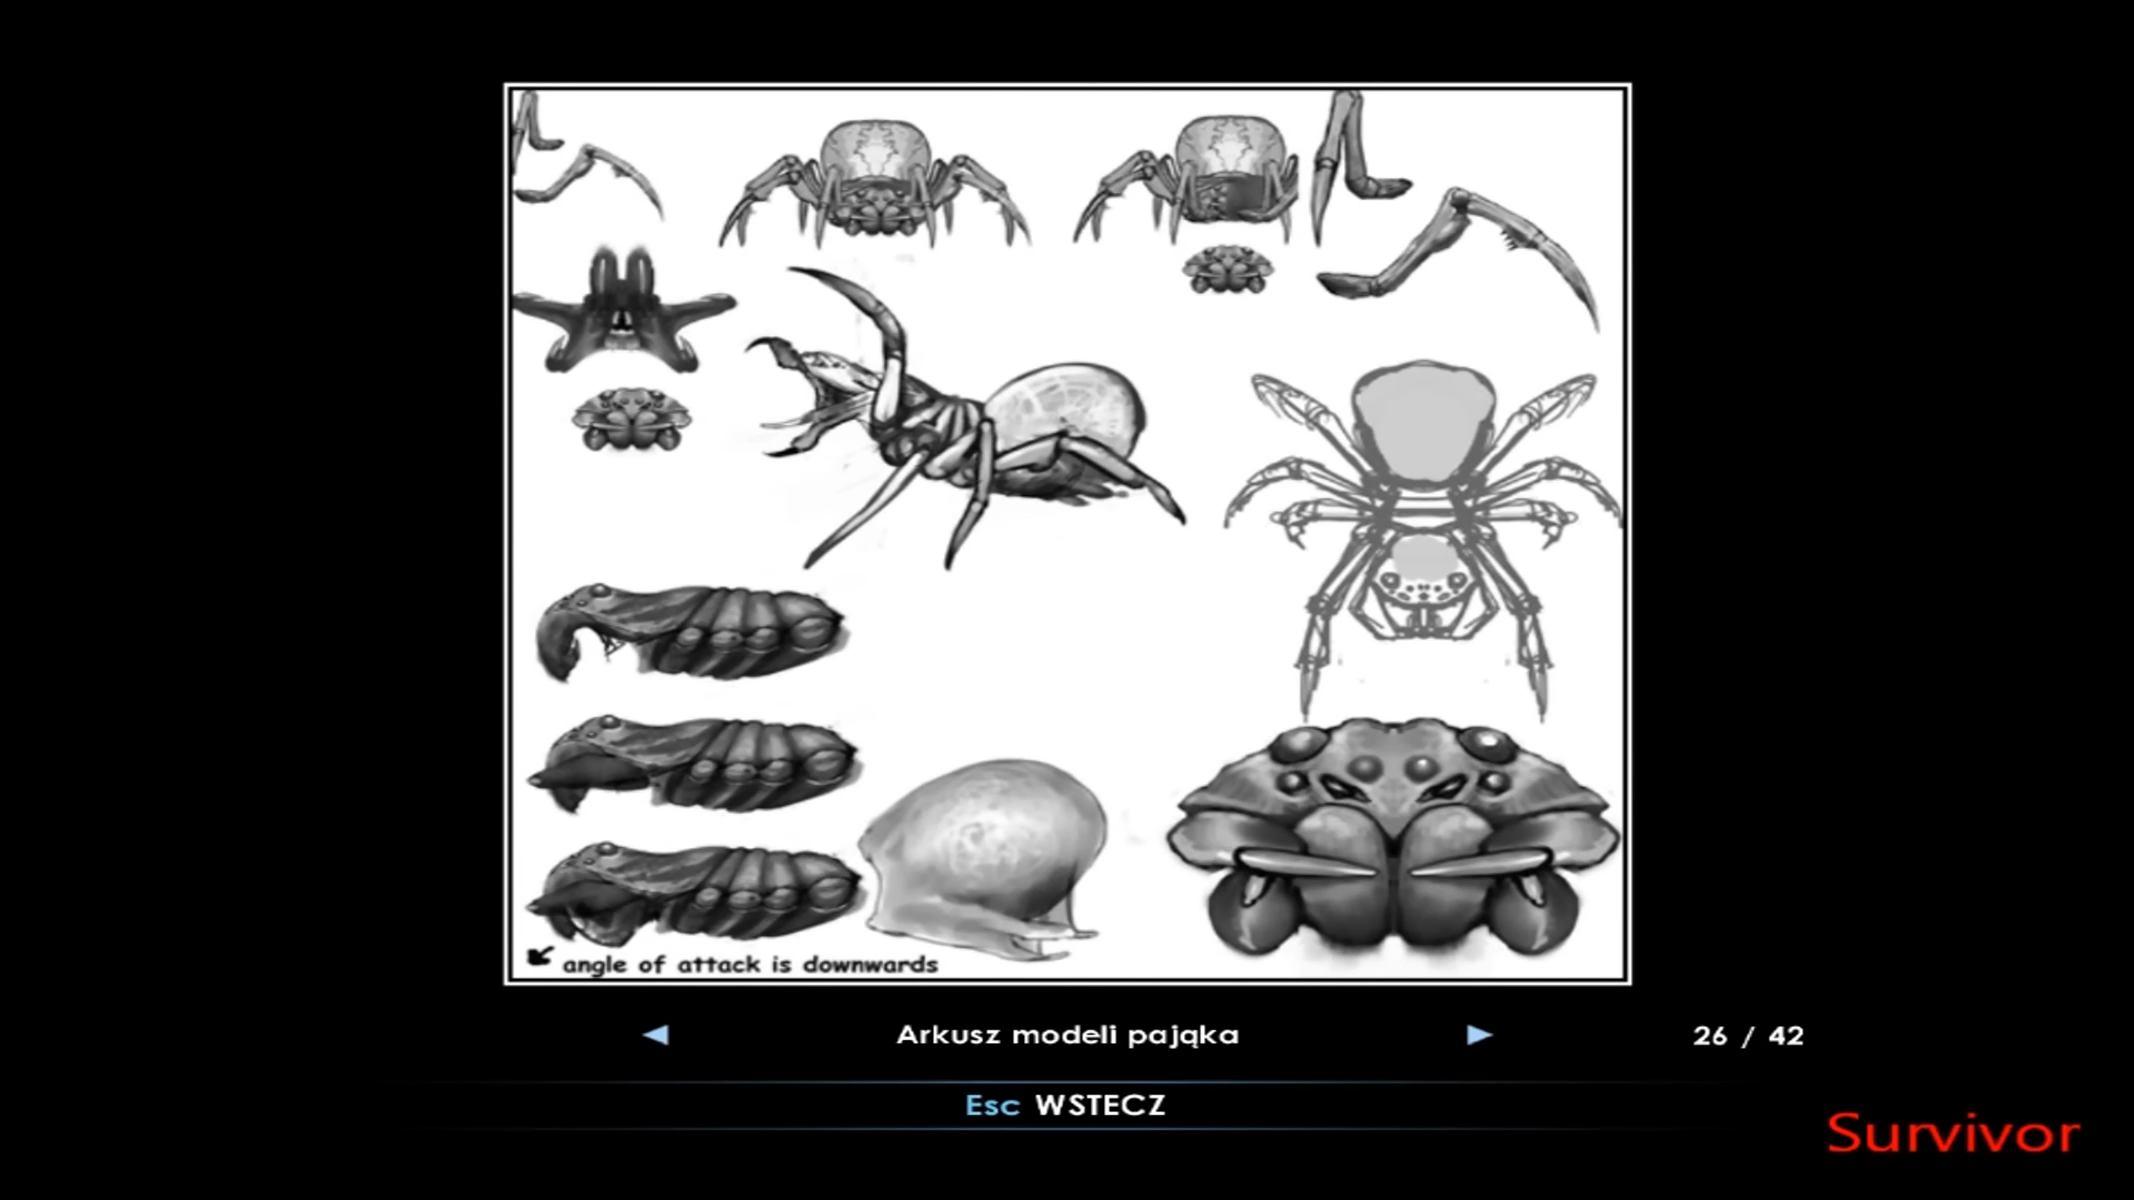 angle of attack is downwards
Arkusz modeli pająka
26 / 42
Esc WSTECZ
Survivor